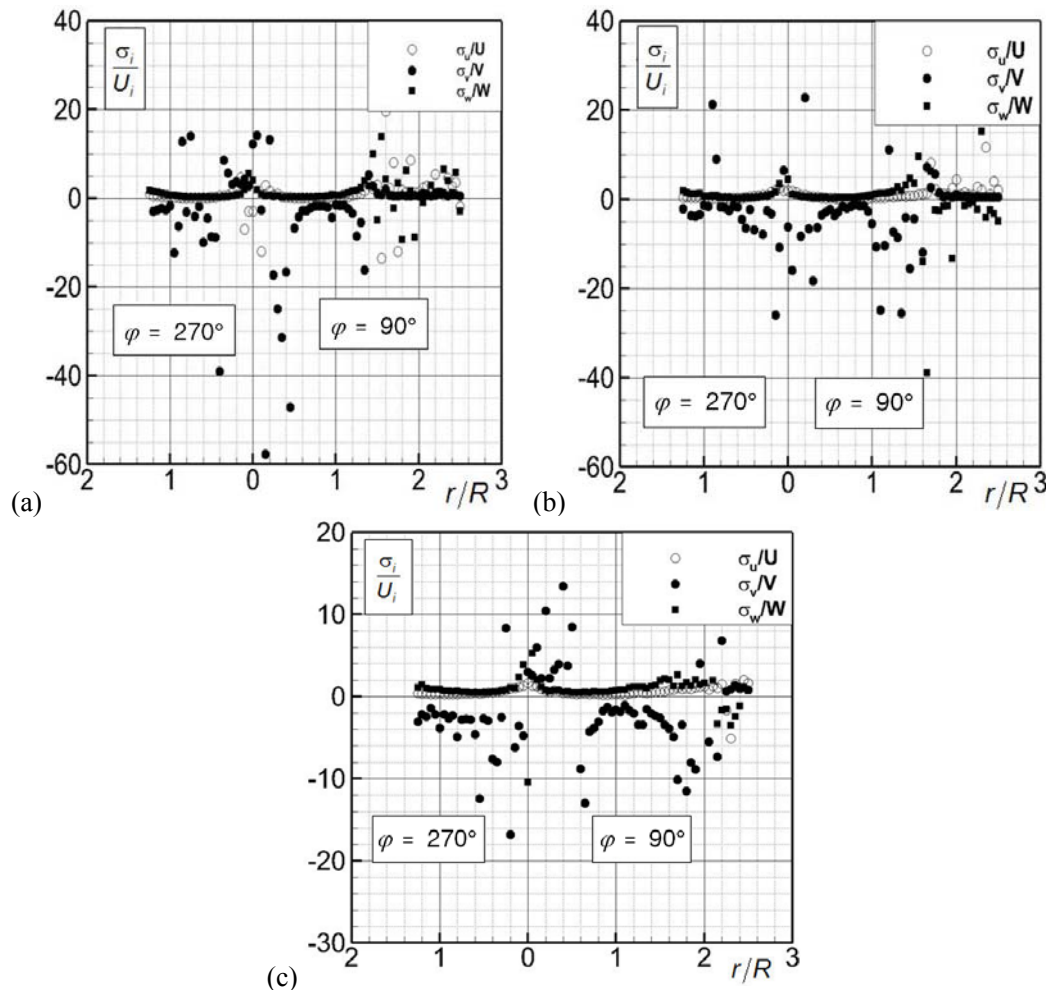 40
20
0
-20
-40
-60
σi
Ui
σu/U
σv/V
σw/W
φ = 270°
φ = 90°
2
1
0
1
2
3
r/R
(a)
40
20
0
-20
-40
-60
σi
Ui
σu/U
σv/V
σw/W
φ = 270°
φ = 90°
2
1
0
1
2
3
r/R
(b)
20
10
0
-10
-20
-30
σi
Ui
σu/U
σv/V
σw/W
φ = 270°
φ = 90°
2
1
0
1
2
3
r/R
(c)